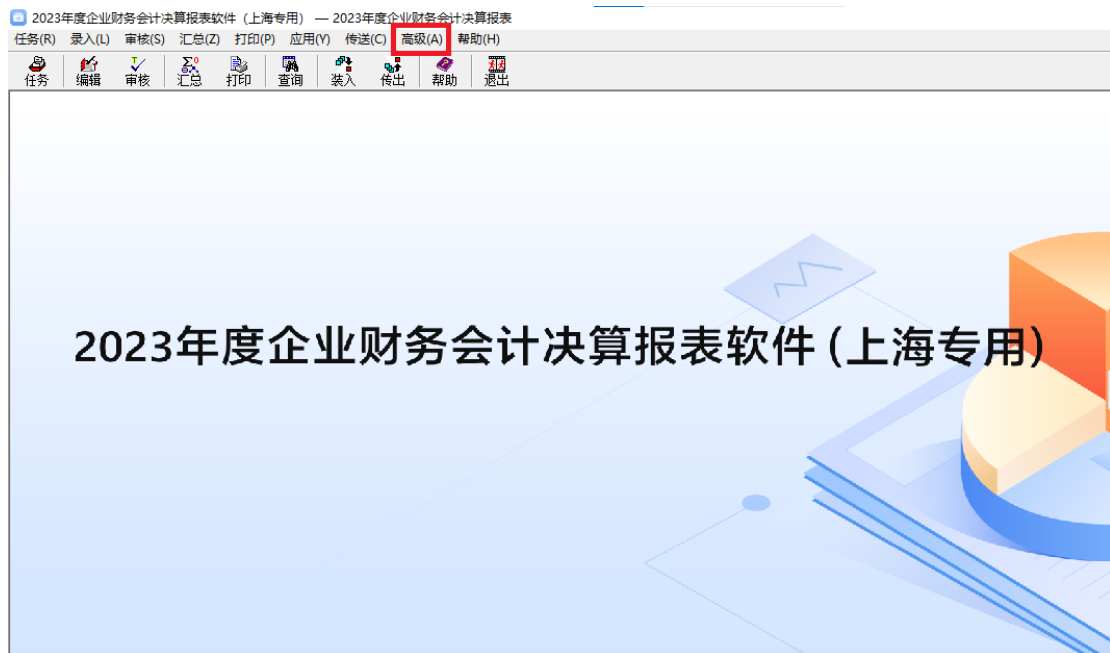 2023年度企业财务会计决算报表软件（上海专用） — 2023年度企业财务会计决算报表
任务(R) 录入(L) 审核(S) 汇总(Z) 打印(P) 应用(Y) 传送(C) 高级(A) 帮助(H)
任务 编辑 审核 汇总 打印 查询 装入 传出 帮助 退出
2023年度企业财务会计决算报表软件(上海专用)